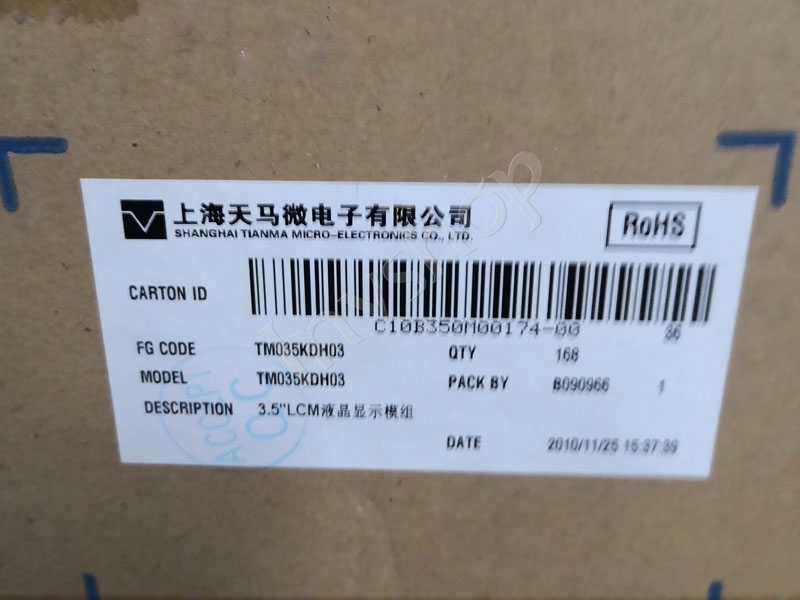 上海天马微电子有限公司
SHANGHAI TIANMA MICRO-ELECTRONICS CO., LTD.
RoHS
CARTON ID
C10B350M00174-00 36
FG CODE TM035KDH03 QTY 168
MODEL TM035KDH03 PACK BY B090966 1
DESCRIPTION 3.5"LCM液晶显示模组
DATE 2010/11/25 15:37:39
ACCEPT
QC